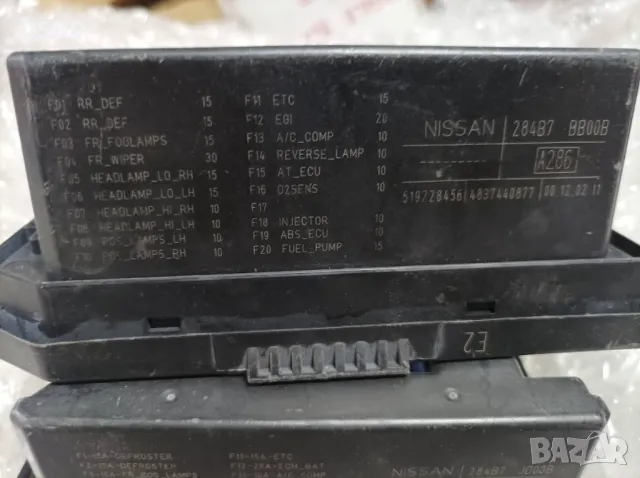 F01 RR_DEF 15
F02 RR_DEF 15
F03 FR_FOGLAMPS 15
F04 FR_WIPER 30
F05 HEADLAMP_LO_RH 15
F06 HEADLAMP_LO_LH 15
F07 HEADLAMP_HI_RH 10
F08 HEADLAMP_HI_LH 10
F09 POS_LAMPS_LH 10
F10 POS_LAMPS_RH 10
F11 ETC 15
F12 EGI 20
F13 A/C_COMP 10
F14 REVERSE_LAMP 10
F15 AT_ECU 10
F16 O2SENS 10
F17
F18 INJECTOR 10
F19 ABS_ECU 10
F20 FUEL_PUMP 15
NISSAN 284B7 BB00B
--------- A286
519728456 4837440877 00 12 02 11
E2
F1-15A-DEFROSTER
F2-15A-DEFROSTER
F11-15A-ETC
F12-20A-ECM_BAT
NISSAN 284B7 JD00B
BAZAR
.bg